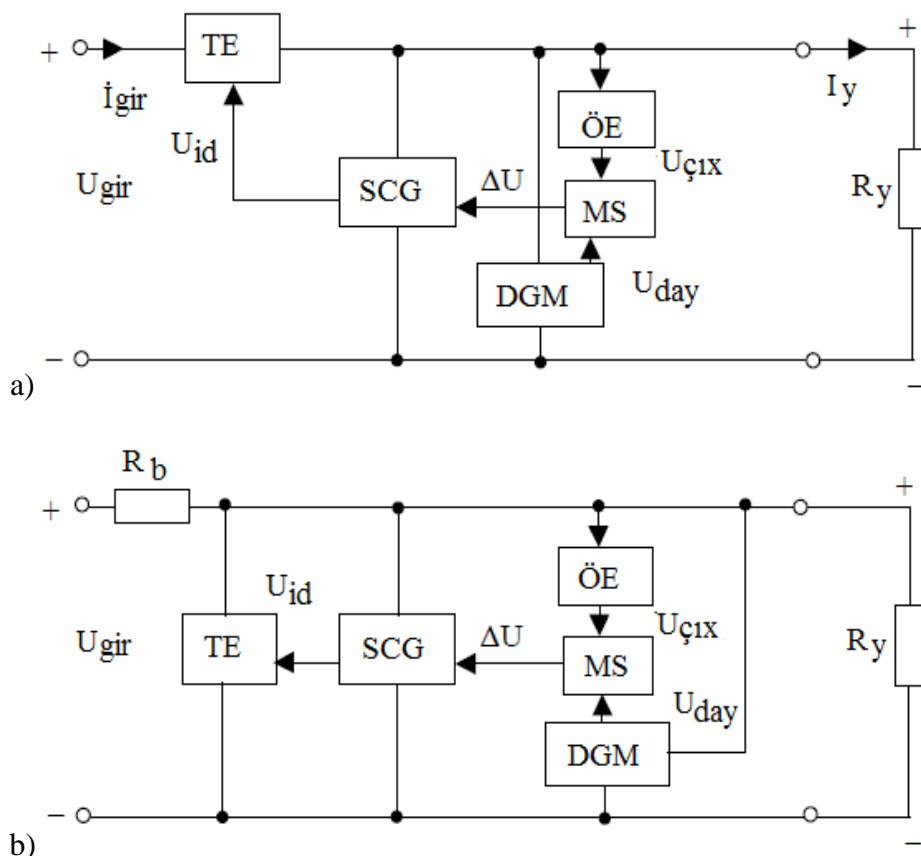 + TE +
İgir Iy
ÖE
Uid Uçıx
Ugir SCG ΔU MS Ry
DGM Uday
− −
a)
Rb
+ +
ÖE
Uid Uçıx
Ugir TE SCG ΔU MS Ry
Uday
DGM
− −
b)